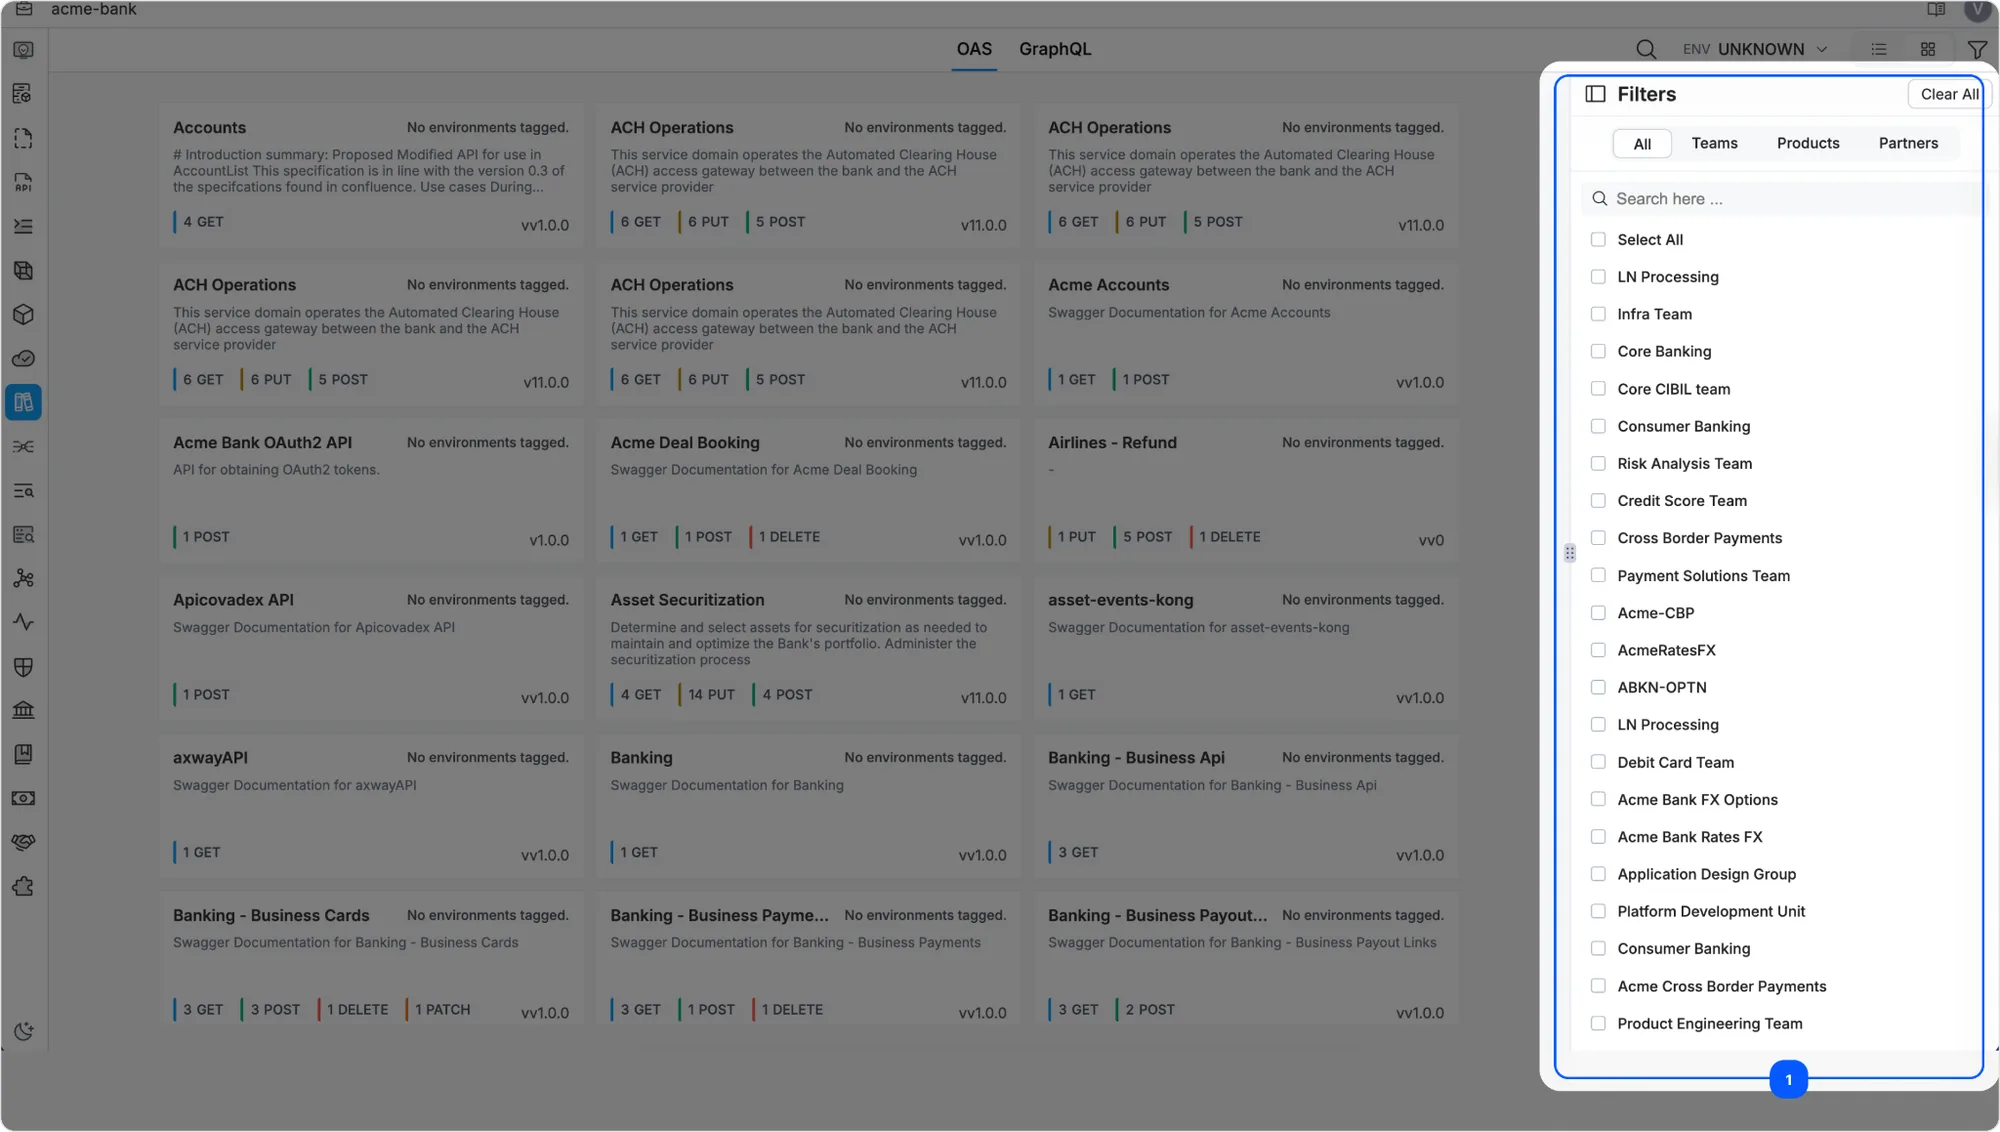 acme-bank
V
OAS
GraphQL
ENV UNKNOWN
Accounts
No environments tagged.
# Introduction summary: Proposed Modified API for use in
AccountList This specification is in line with the version 0.3 of
the specifcations found in confluence. Use cases During...
4 GET
vv1.0.0
ACH Operations
No environments tagged.
This service domain operates the Automated Clearing House
(ACH) access gateway between the bank and the ACH
service provider
6 GET
6 PUT
5 POST
v11.0.0
ACH Operations
No environments tagged.
This service domain operates the Automated Clearing House
(ACH) access gateway between the bank and the ACH
service provider
6 GET
6 PUT
5 POST
v11.0.0
ACH Operations
No environments tagged.
This service domain operates the Automated Clearing House
(ACH) access gateway between the bank and the ACH
service provider
6 GET
6 PUT
5 POST
v11.0.0
ACH Operations
No environments tagged.
This service domain operates the Automated Clearing House
(ACH) access gateway between the bank and the ACH
service provider
6 GET
6 PUT
5 POST
v11.0.0
Acme Accounts
No environments tagged.
Swagger Documentation for Acme Accounts
1 GET
1 POST
vv1.0.0
Acme Bank OAuth2 API
No environments tagged.
API for obtaining OAuth2 tokens.
1 POST
v1.0.0
Acme Deal Booking
No environments tagged.
Swagger Documentation for Acme Deal Booking
1 GET
1 POST
1 DELETE
vv1.0.0
Airlines - Refund
No environments tagged.
-
1 PUT
5 POST
1 DELETE
vv0
Apicovadex API
No environments tagged.
Swagger Documentation for Apicovadex API
1 POST
vv1.0.0
Asset Securitization
No environments tagged.
Determine and select assets for securitization as needed to
maintain and optimize the Bank's portfolio. Administer the
securitization process
4 GET
14 PUT
4 POST
v11.0.0
asset-events-kong
No environments tagged.
Swagger Documentation for asset-events-kong
1 GET
vv1.0.0
axwayAPI
No environments tagged.
Swagger Documentation for axwayAPI
1 GET
vv1.0.0
Banking
No environments tagged.
Swagger Documentation for Banking
1 GET
vv1.0.0
Banking - Business Api
No environments tagged.
Swagger Documentation for Banking - Business Api
3 GET
vv1.0.0
Banking - Business Cards
No environments tagged.
Swagger Documentation for Banking - Business Cards
3 GET
3 POST
1 DELETE
1 PATCH
vv1.0.0
Banking - Business Payme...
No environments tagged.
Swagger Documentation for Banking - Business Payments
3 GET
1 POST
1 DELETE
vv1.0.0
Banking - Business Payout...
No environments tagged.
Swagger Documentation for Banking - Business Payout Links
3 GET
2 POST
vv1.0.0
Filters
Clear All
All
Teams
Products
Partners
Search here ...
Select All
LN Processing
Infra Team
Core Banking
Core CIBIL team
Consumer Banking
Risk Analysis Team
Credit Score Team
Cross Border Payments
Payment Solutions Team
Acme-CBP
AcmeRatesFX
ABKN-OPTN
LN Processing
Debit Card Team
Acme Bank FX Options
Acme Bank Rates FX
Application Design Group
Platform Development Unit
Consumer Banking
Acme Cross Border Payments
Product Engineering Team
1
API